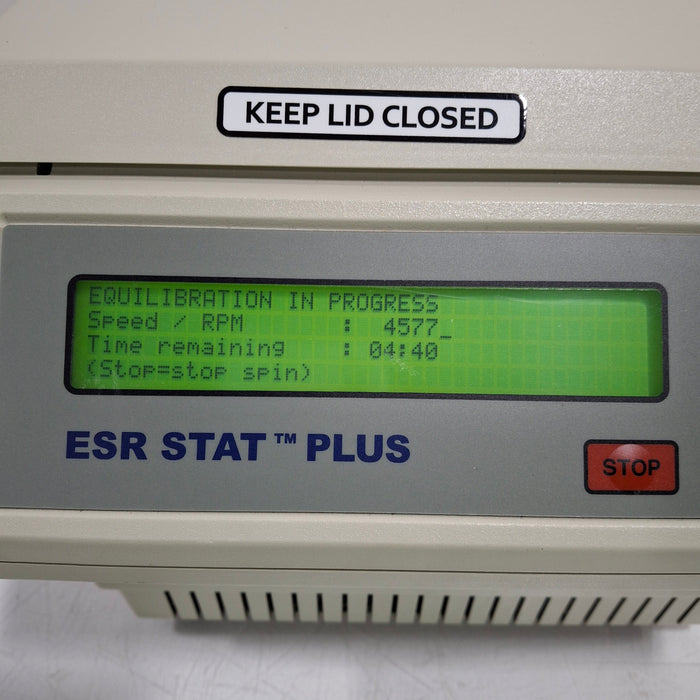 KEEP LID CLOSED
EQUILIBRATION IN PROGRESS
Speed / RPM : 4577_
Time remaining : 04:40
(Stop=stop spin)
ESR STAT™ PLUS
STOP